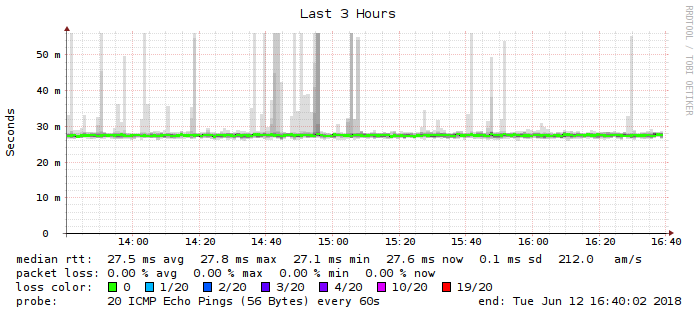 Last 3 Hours
RRDTOOL / TOBI OETIKER
Seconds
50 m
40 m
30 m
20 m
10 m
0
14:00 14:20 14:40 15:00 15:20 15:40 16:00 16:20 16:40
median rtt: 27.5 ms avg 27.8 ms max 27.1 ms min 27.6 ms now 0.1 ms sd 212.0 am/s
packet loss: 0.00 % avg 0.00 % max 0.00 % min 0.00 % now
loss color: 0 1/20 2/20 3/20 4/20 10/20 19/20
probe: 20 ICMP Echo Pings (56 Bytes) every 60s end: Tue Jun 12 16:40:02 2018